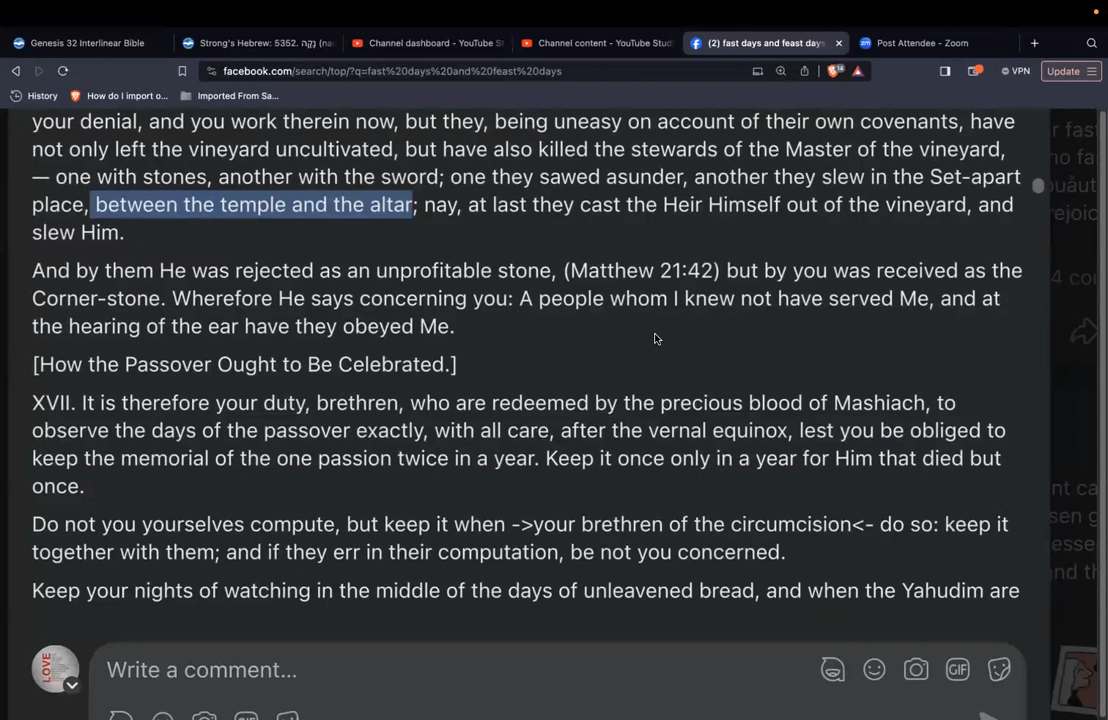 Genesis 32 Interlinear Bible
Strong's Hebrew: 5352. נָקָה (na
Channel dashboard - YouTube St
Channel content - YouTube Studi
(2) fast days and feast days
Post Attendee - Zoom
facebook.com/search/top/?q=fast%20days%20and%20feast%20days
14
VPN
Update
History
How do I import o...
Imported From Sa...
your denial, and you work therein now, but they, being uneasy on account of their own covenants, have
not only left the vineyard uncultivated, but have also killed the stewards of the Master of the vineyard,
— one with stones, another with the sword; one they sawed asunder, another they slew in the Set-apart
place, between the temple and the altar; nay, at last they cast the Heir Himself out of the vineyard, and
slew Him.
And by them He was rejected as an unprofitable stone, (Matthew 21:42) but by you was received as the
Corner-stone. Wherefore He says concerning you: A people whom I knew not have served Me, and at
the hearing of the ear have they obeyed Me.
[How the Passover Ought to Be Celebrated.]
XVII. It is therefore your duty, brethren, who are redeemed by the precious blood of Mashiach, to
observe the days of the passover exactly, with all care, after the vernal equinox, lest you be obliged to
keep the memorial of the one passion twice in a year. Keep it once only in a year for Him that died but
once.
Do not you yourselves compute, but keep it when ->your brethren of the circumcision<- do so: keep it
together with them; and if they err in their computation, be not you concerned.
Keep your nights of watching in the middle of the days of unleavened bread, and when the Yahudim are
LOVE
Write a comment...
GIF